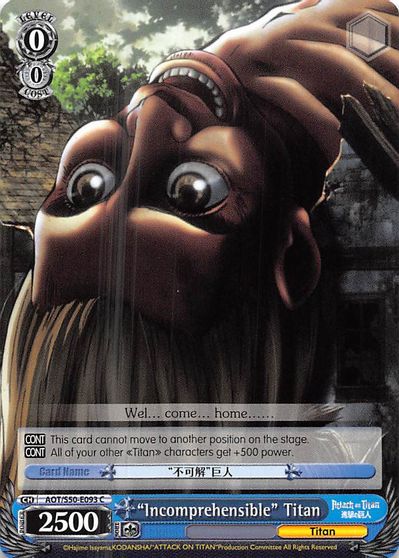 LEVEL
0
0
COST
Wel… come… home……
CONT This card cannot move to another position on the stage.
CONT All of your other «Titan» characters get +500 power.
Card Name
“不可解”巨人
CH AOT/S50-E093 C
“Incomprehensible” Titan
Attack on Titan
進撃の巨人
POWER
2500
Titan
©Hajime Isayama,KODANSHA/"ATTACK ON TITAN"Production Committee All Rights Reserved.